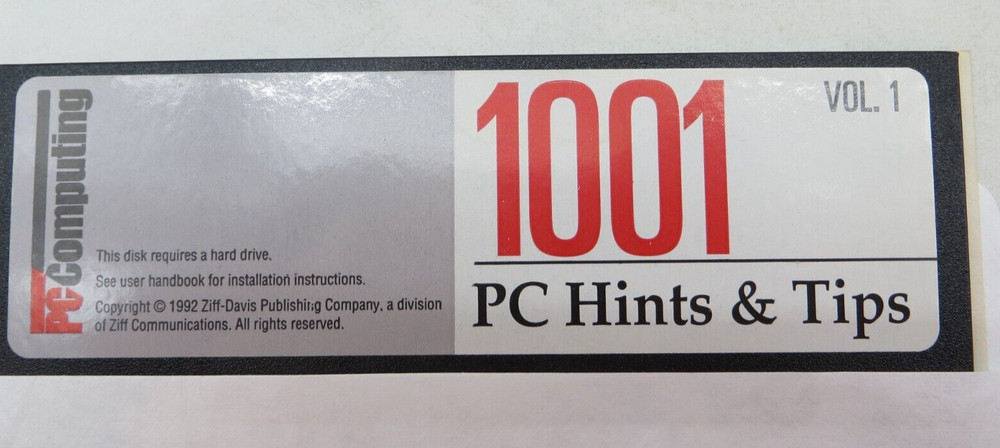 PC Computing
This disk requires a hard drive.
See user handbook for installation instructions.
Copyright © 1992 Ziff-Davis Publishing Company, a division
of Ziff Communications. All rights reserved.
1001
VOL. 1
PC Hints & Tips